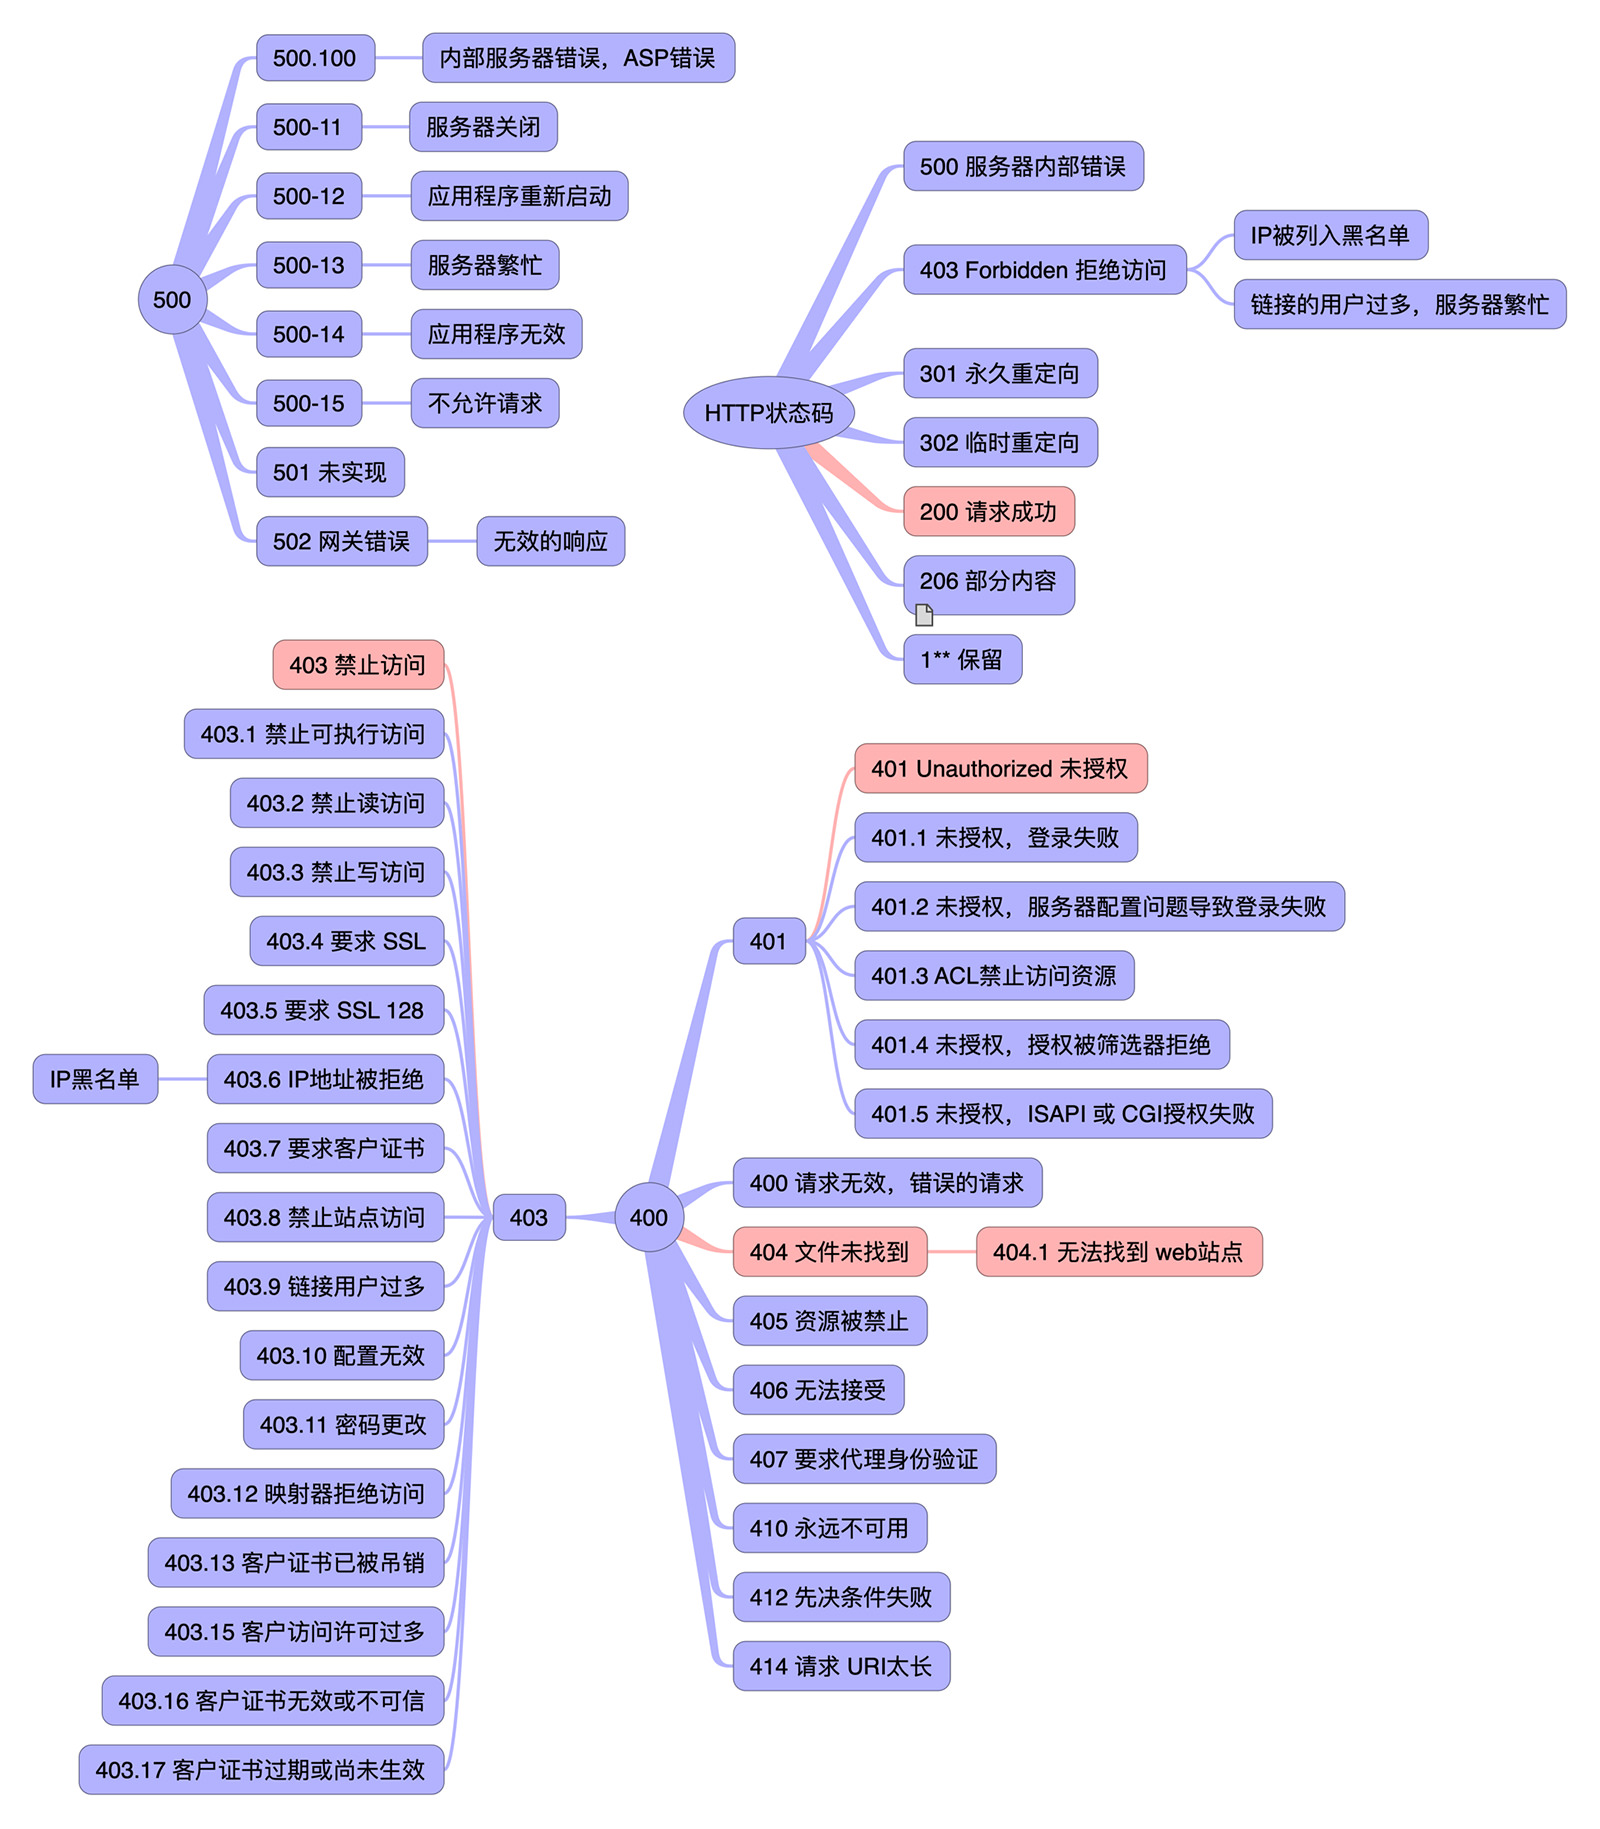 500
500.100
内部服务器错误，ASP错误
500-11
服务器关闭
500-12
应用程序重新启动
500-13
服务器繁忙
500-14
应用程序无效
500-15
不允许请求
501 未实现
502 网关错误
无效的响应
HTTP状态码
500 服务器内部错误
403 Forbidden 拒绝访问
IP被列入黑名单
链接的用户过多，服务器繁忙
301 永久重定向
302 临时重定向
200 请求成功
206 部分内容
1** 保留
400
403
403 禁止访问
403.1 禁止可执行访问
403.2 禁止读访问
403.3 禁止写访问
403.4 要求 SSL
403.5 要求 SSL 128
403.6 IP地址被拒绝
IP黑名单
403.7 要求客户证书
403.8 禁止站点访问
403.9 链接用户过多
403.10 配置无效
403.11 密码更改
403.12 映射器拒绝访问
403.13 客户证书已被吊销
403.15 客户访问许可过多
403.16 客户证书无效或不可信
403.17 客户证书过期或尚未生效
401
401 Unauthorized 未授权
401.1 未授权，登录失败
401.2 未授权，服务器配置问题导致登录失败
401.3 ACL禁止访问资源
401.4 未授权，授权被筛选器拒绝
401.5 未授权，ISAPI 或 CGI授权失败
400 请求无效，错误的请求
404 文件未找到
404.1 无法找到 web站点
405 资源被禁止
406 无法接受
407 要求代理身份验证
410 永远不可用
412 先决条件失败
414 请求 URI太长